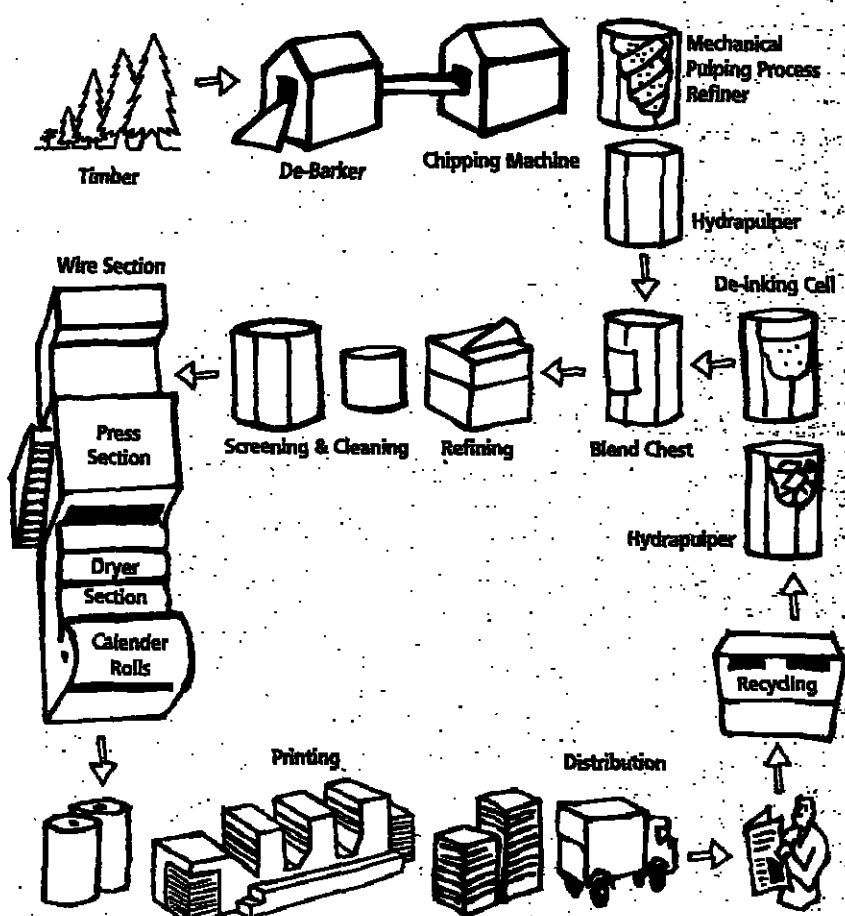 Mechanical
Pulping Process
Refiner
Timber
De-Barker
Chipping Machine
Hydrapulper
Wire Section
De-inking Cell
Press
Section
Screening & Cleaning
Refining
Blend Chest
Hydrapulper
Dryer
Section
Calender
Rolls
Recycling
Printing
Distribution